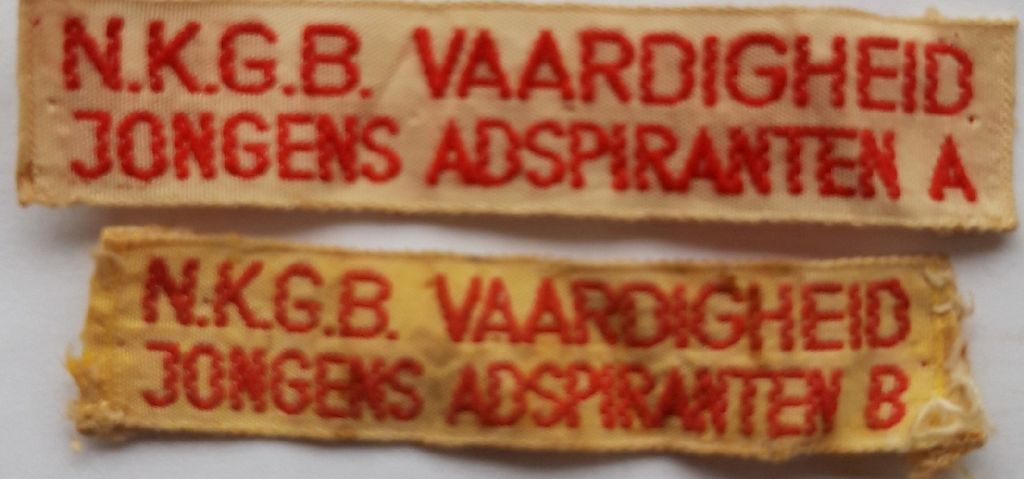 N.K.G.B. VAARDIGHEID
JONGENS ADSPIRANTEN A
N.K.G.B. VAARDIGHEID
JONGENS ADSPIRANTEN B